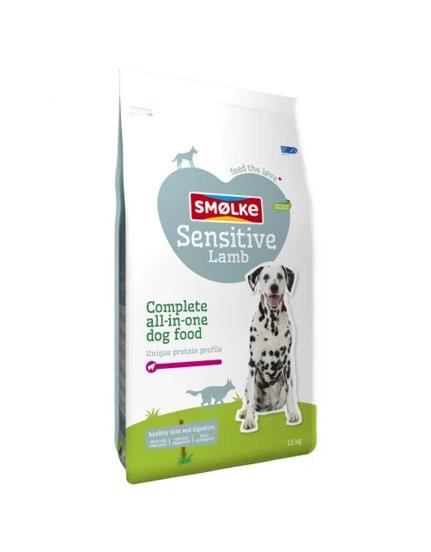 feed the love
SMØLKE
Sensitive
Lamb
Complete
all-in-one
dog food
Unique protein profile
healthy skin and digestion
12 kg